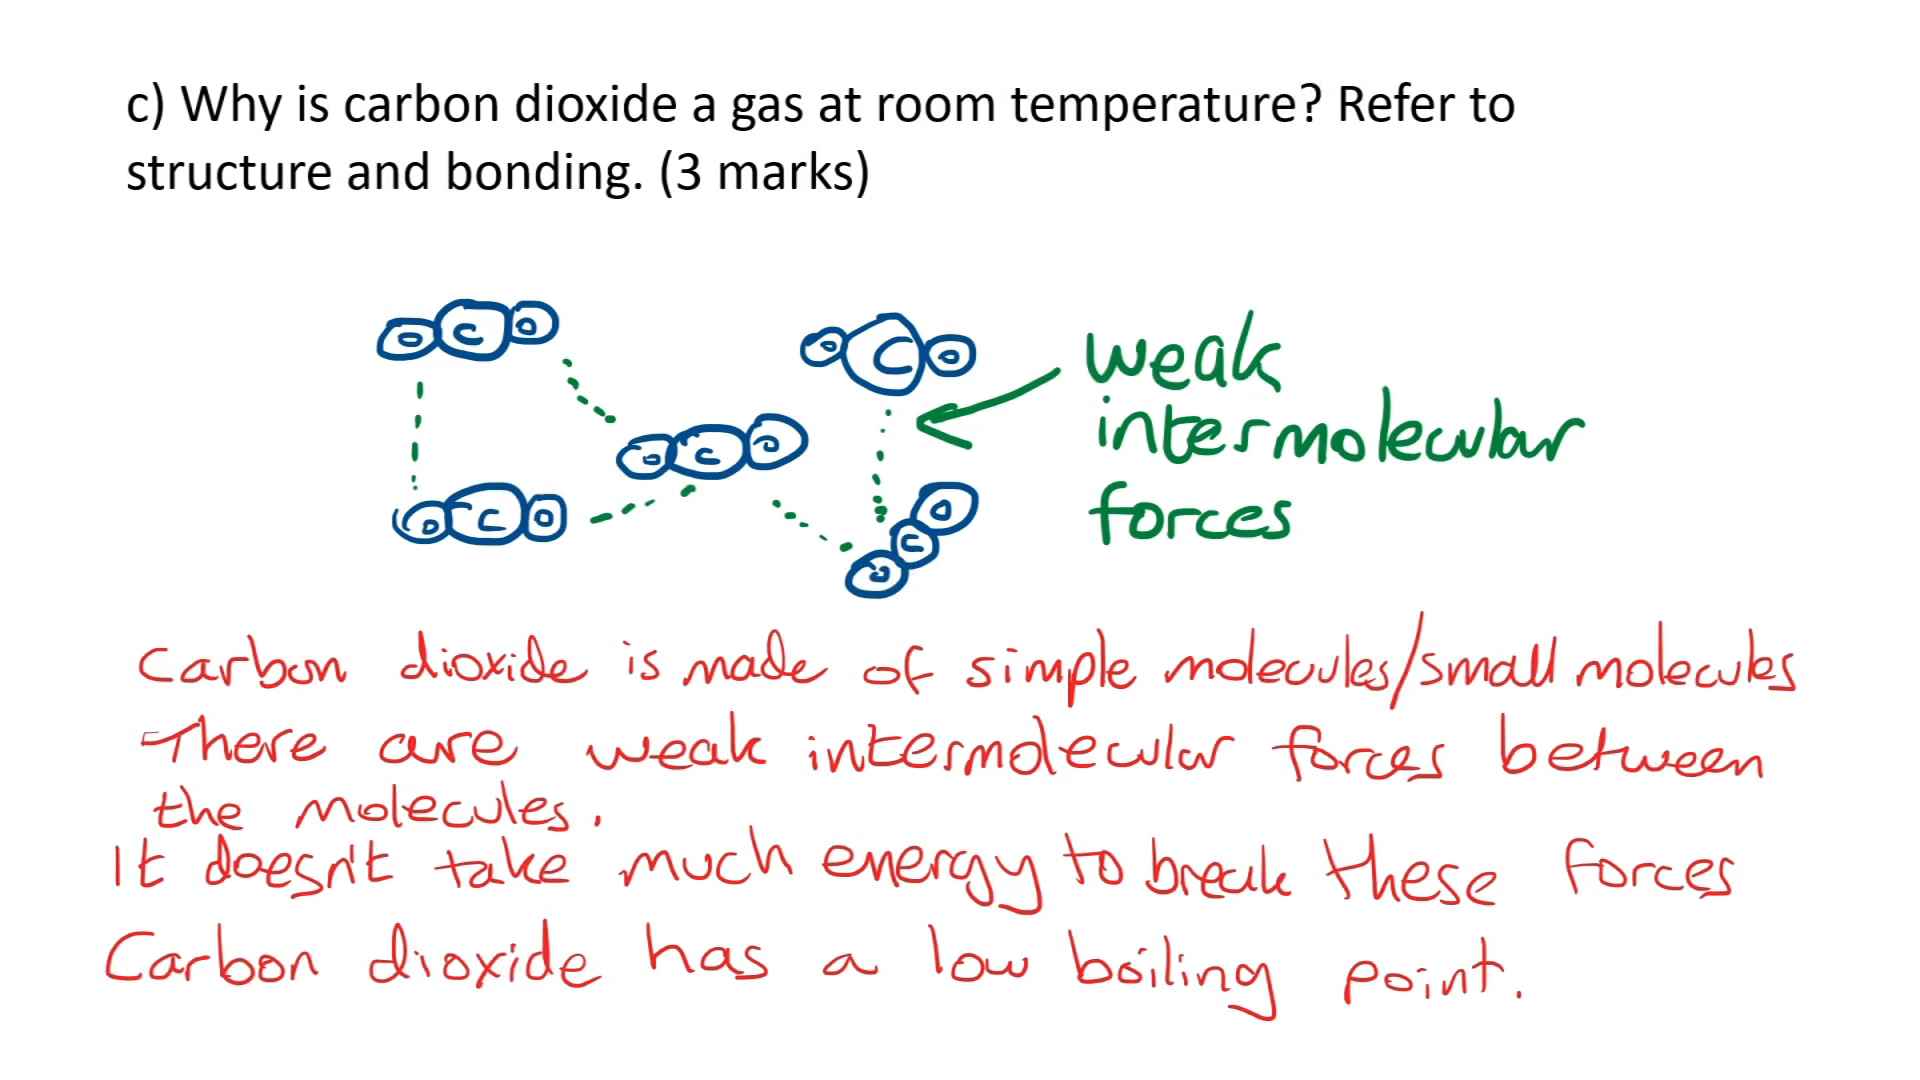 c) Why is carbon dioxide a gas at room temperature? Refer to
structure and bonding. (3 marks)
O C O
O C O
weak
intermolecular
forces
O C O
O C O
O C O
Carbon dioxide is made of simple molecules/small molecules
There are weak intermolecular forces between
the molecules.
It doesn't take much energy to break these forces
Carbon dioxide has a low boiling point.